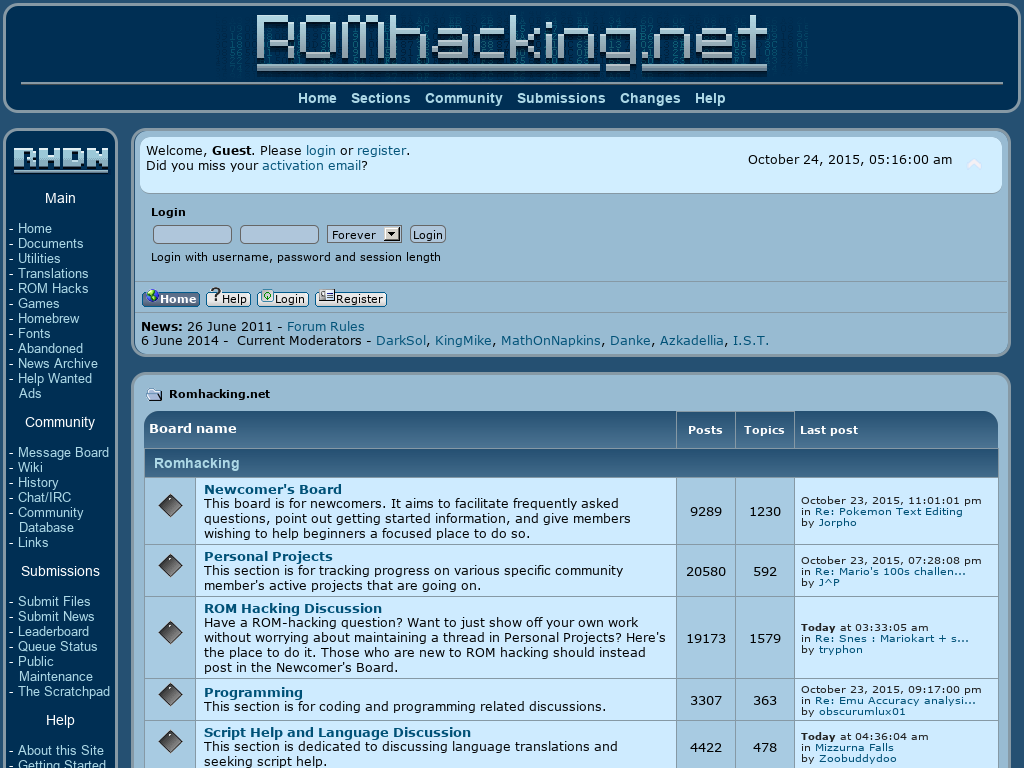 ROMhacking.net
Home Sections Community Submissions Changes Help
RHDN
Main
- Home
- Documents
- Utilities
- Translations
- ROM Hacks
- Games
- Homebrew
- Fonts
- Abandoned
- News Archive
- Help Wanted
Ads
Community
- Message Board
- Wiki
- History
- Chat/IRC
- Community
Database
- Links
Submissions
- Submit Files
- Submit News
- Leaderboard
- Queue Status
- Public
Maintenance
- The Scratchpad
Help
- About this Site
- Getting Started
Welcome, Guest. Please login or register.
Did you miss your activation email?
October 24, 2015, 05:16:00 am
Login
Forever Login
Login with username, password and session length
Home Help Login Register
News: 26 June 2011 - Forum Rules
6 June 2014 - Current Moderators - DarkSol, KingMike, MathOnNapkins, Danke, Azkadellia, I.S.T.
Romhacking.net
Board name Posts Topics Last post
Romhacking
Newcomer's Board
This board is for newcomers. It aims to facilitate frequently asked
questions, point out getting started information, and give members
wishing to help beginners a focused place to do so.
9289 1230
October 23, 2015, 11:01:01 pm
in Re: Pokemon Text Editing
by Jorpho
Personal Projects
This section is for tracking progress on various specific community
member's active projects that are going on.
20580 592
October 23, 2015, 07:28:08 pm
in Re: Mario's 100s challen...
by J^P
ROM Hacking Discussion
Have a ROM-hacking question? Want to just show off your own work
without worrying about maintaining a thread in Personal Projects? Here's
the place to do it. Those who are new to ROM hacking should instead
post in the Newcomer's Board.
19173 1579
Today at 03:33:05 am
in Re: Snes : Mariokart + s...
by tryphon
Programming
This section is for coding and programming related discussions.
3307 363
October 23, 2015, 09:17:00 pm
in Re: Emu Accuracy analysi...
by obscurumlux01
Script Help and Language Discussion
This section is dedicated to discussing language translations and
seeking script help.
4422 478
Today at 04:36:04 am
in Mizzurna Falls
by Zoobuddydoo